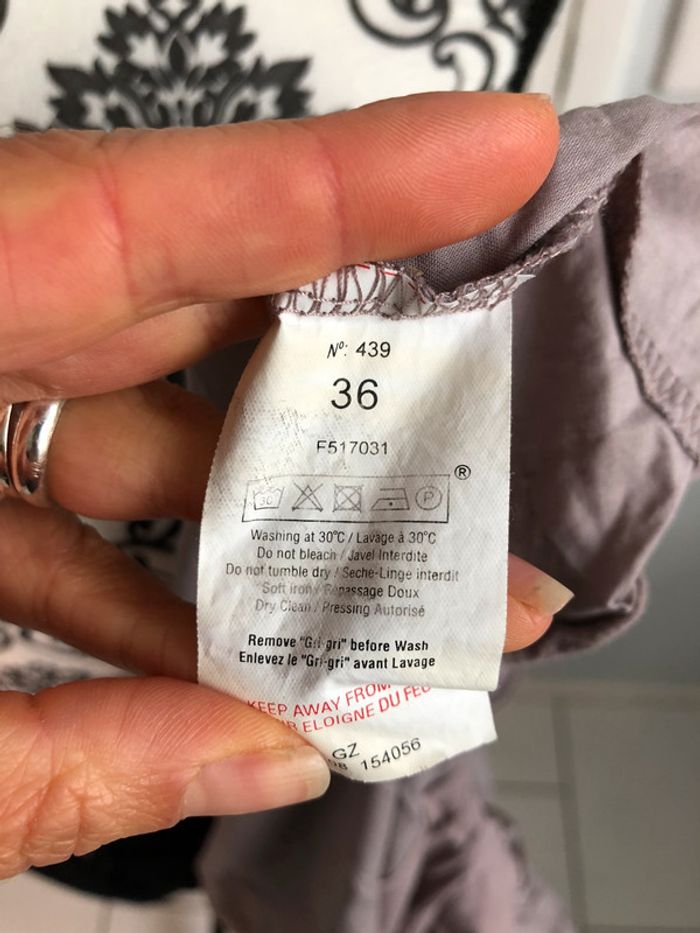 Nº: 439
36
F517031
®
30° P
Washing at 30°C / Lavage à 30°C
Do not bleach / Javel Interdite
Do not tumble dry / Seche-Linge interdit
Soft iron / Repassage Doux
Dry Clean / Pressing Autorisé
Remove "Gri-gri" before Wash
Enlevez le "Gri-gri" avant Lavage
KEEP AWAY FROM
ELOIGNE DU FEU
GZ
154056